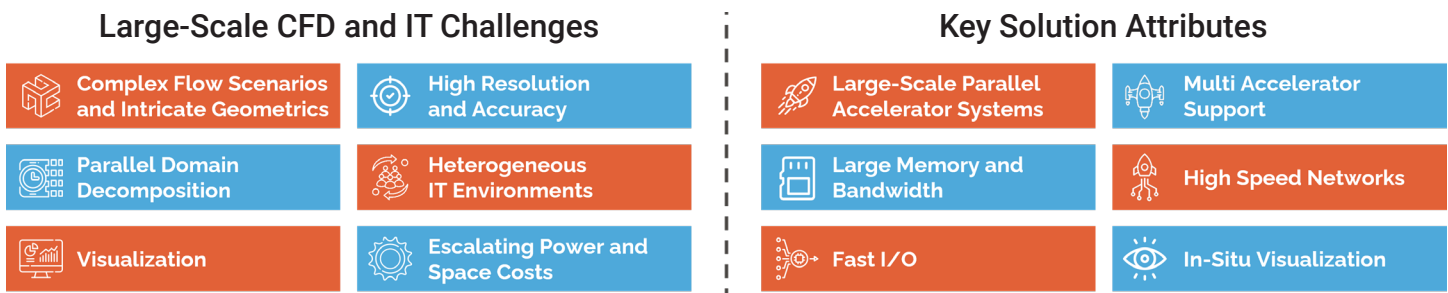 Large-Scale CFD and IT Challenges
Complex Flow Scenarios
and Intricate Geometrics
High Resolution
and Accuracy
Parallel Domain
Decomposition
Heterogeneous
IT Environments
Visualization
Escalating Power and
Space Costs
Key Solution Attributes
Large-Scale Parallel
Accelerator Systems
Multi Accelerator
Support
Large Memory and
Bandwidth
High Speed Networks
Fast I/O
In-Situ Visualization